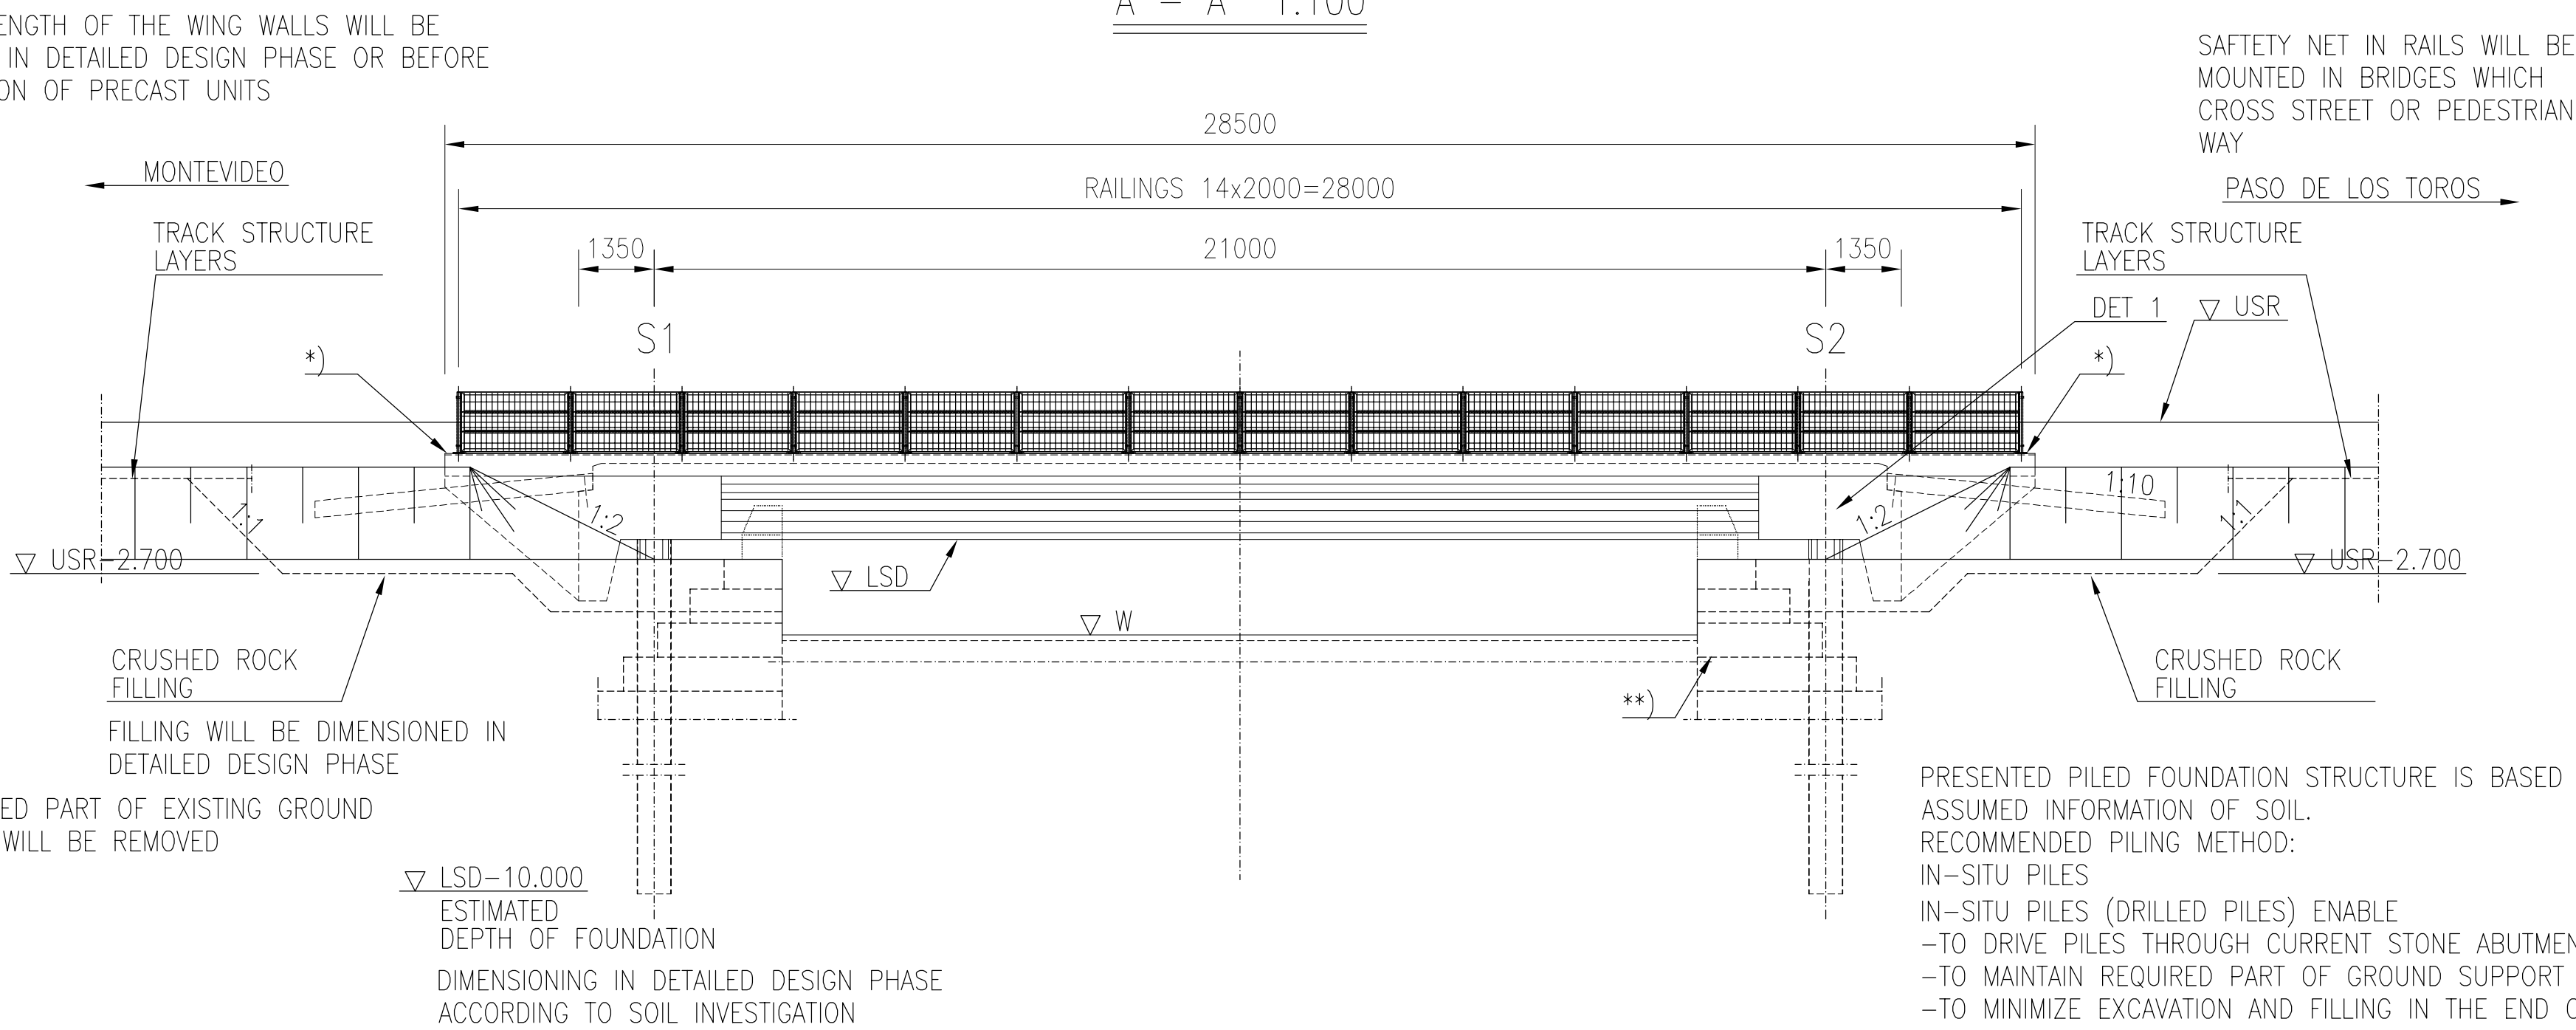 A - A 1:100
ENGTH OF THE WING WALLS WILL BE
IN DETAILED DESIGN PHASE OR BEFORE
ON OF PRECAST UNITS
SAFTETY NET IN RAILS WILL BE
MOUNTED IN BRIDGES WHICH
CROSS STREET OR PEDESTRIAN
WAY
28500
MONTEVIDEO
RAILINGS 14x2000=28000
PASO DE LOS TOROS
TRACK STRUCTURE
LAYERS
1350
21000
1350
TRACK STRUCTURE
LAYERS
DET 1
▽ USR
S1
S2
*)
*)
1:1
1:2
1:2
1:10
1:1
▽ USR-2.700
▽ LSD
▽ USR-2.700
▽ W
CRUSHED ROCK
FILLING
**)
CRUSHED ROCK
FILLING
FILLING WILL BE DIMENSIONED IN
DETAILED DESIGN PHASE
ED PART OF EXISTING GROUND
WILL BE REMOVED
▽ LSD-10.000
ESTIMATED
DEPTH OF FOUNDATION
DIMENSIONING IN DETAILED DESIGN PHASE
ACCORDING TO SOIL INVESTIGATION
PRESENTED PILED FOUNDATION STRUCTURE IS BASED
ASSUMED INFORMATION OF SOIL.
RECOMMENDED PILING METHOD:
IN-SITU PILES
IN-SITU PILES (DRILLED PILES) ENABLE
-TO DRIVE PILES THROUGH CURRENT STONE ABUTMEN
-TO MAINTAIN REQUIRED PART OF GROUND SUPPORT
-TO MINIMIZE EXCAVATION AND FILLING IN THE END